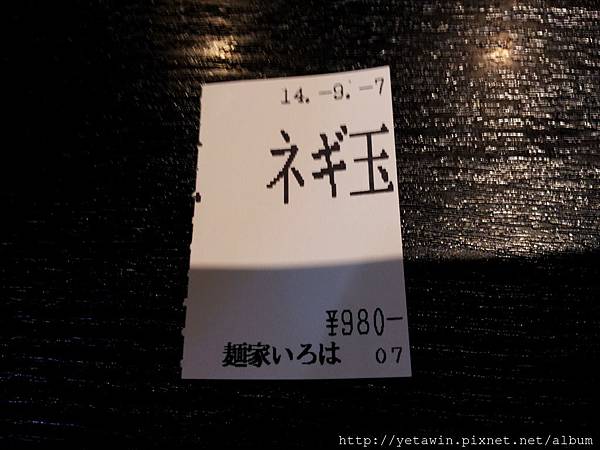 14.-9.-7
ネギ玉
¥980-
麺家いろは 07
http://yetawin.pixnet.net/album